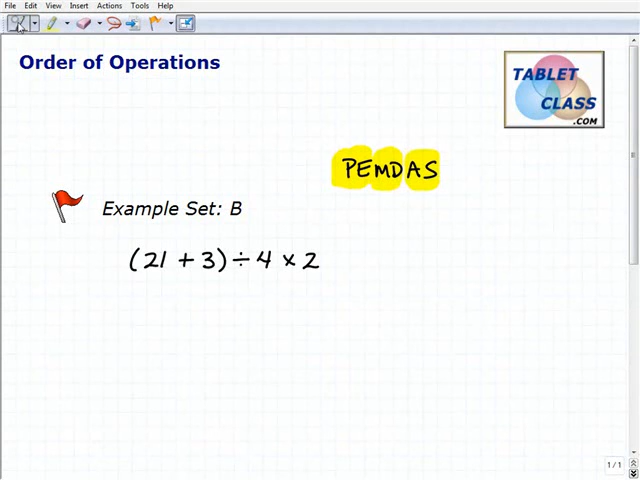 File Edit View Insert Actions Tools Help
Order of Operations
TABLET
CLASS
.COM
PEMDAS
Example Set: B
(21 + 3) ÷ 4 × 2
1 / 1